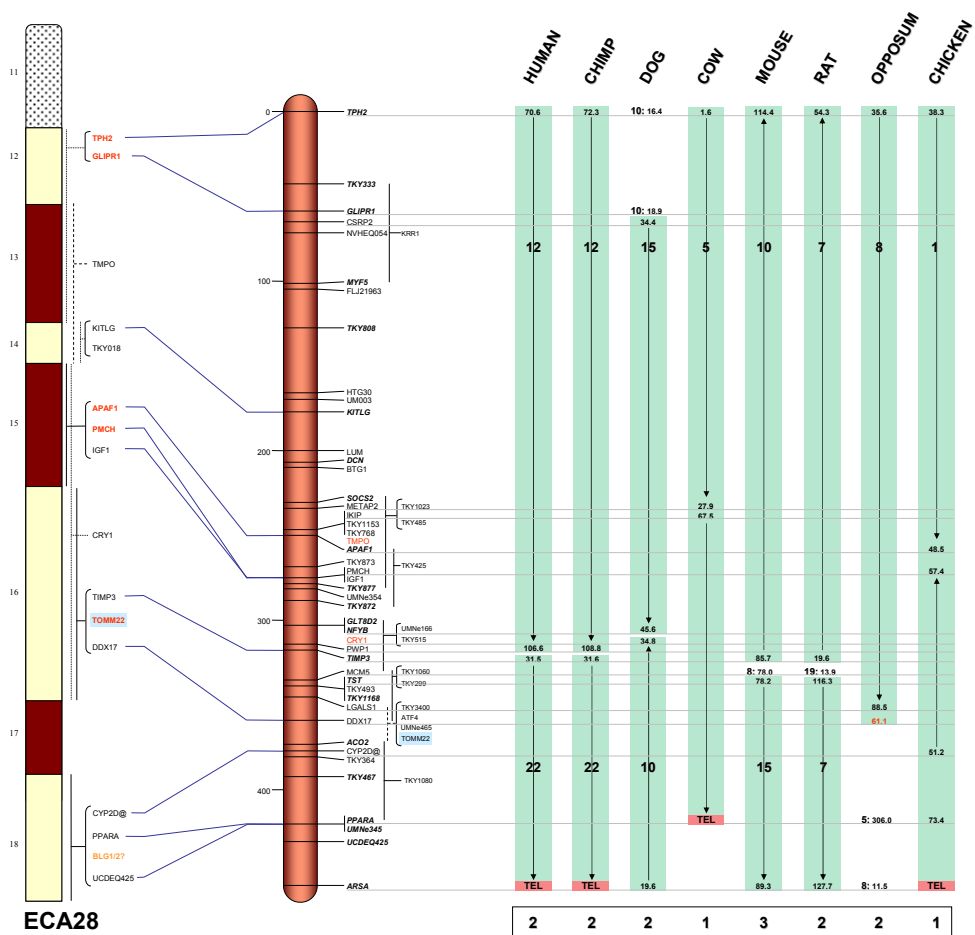 HUMAN CHIMP DOG COW MOUSE RAT OPPOSUM CHICKEN
11
12
13
14
15
16
17
18
TPH2
GLIPR1
TMPO
KITLG
TKY018
APAF1
PMCH
IGF1
CRY1
TIMP3
TOMM22
DDX17
CYP2D@
PPARA
BLG1/2?
UCDEQ425
ECA28
0
100
200
300
400
TPH2
TKY333
GLIPR1
CSRP2
NVHEQ054
KRR1
MYF5
FLJ21963
TKY808
HTG30
UM003
KITLG
LUM
DCN
BTG1
SOCS2
METAP2
IKIP
TKY1153
TKY768
TMPO
APAF1
TKY1023
TKY485
TKY873
PMCH
IGF1
TKY877
UMNe354
TKY872
TKY425
GLT8D2
NFYB
CRY1
PWP1
TIMP3
UMNe166
TKY515
MCM5
TST
TKY493
TKY1168
LGALS1
DDX17
TKY1060
TKY299
TKY3400
ATF4
UMNe465
TOMM22
ACO2
CYP2D@
TKY364
TKY467
TKY1080
PPARA
UMNe345
UCDEQ425
ARSA
70.6 72.3 10: 16.4 1.6 114.4 54.3 35.6 38.3
10: 18.9
34.4
12 12 15 5 10 7 8 1
27.9
67.5
48.5
57.4
45.6
34.8
106.6 108.8
31.5 31.6 85.7 19.6
8: 78.0 19: 13.9
78.2 116.3
88.5
61.1
51.2
22 22 10 15 7
TEL 5: 306.0 73.4
TEL TEL 19.6 89.3 127.7 8: 11.5 TEL
2 2 2 1 3 2 2 1